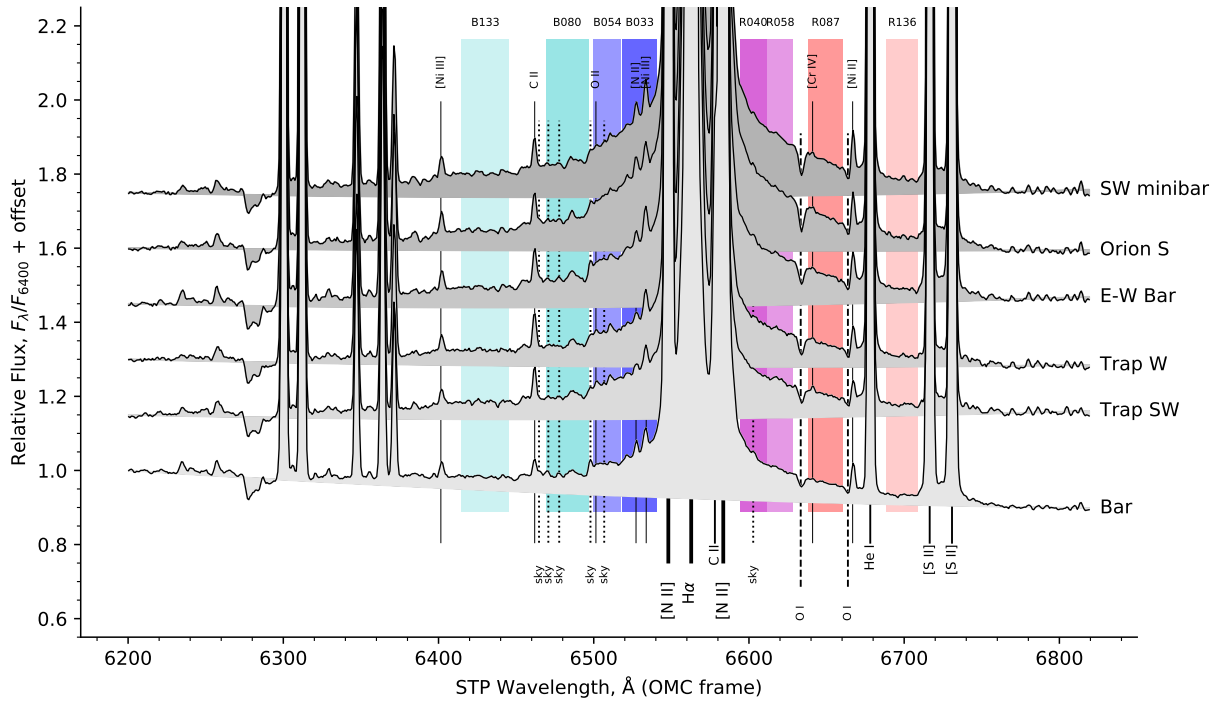 B133 B080 B054 B033 R040 R058 R087 R136
[Ni III] C II O II [N II] [Ni III] [Cr IV] [Ni II]
2.2
2.0
1.8
1.6
1.4
1.2
1.0
0.8
0.6
Relative Flux, Fλ/F6400 + offset
SW minibar
Orion S
E-W Bar
Trap W
Trap SW
Bar
sky sky sky sky sky [N II] Hα C II [N II] sky O I O I He I [S II] [S II]
6200 6300 6400 6500 6600 6700 6800
STP Wavelength, Å (OMC frame)